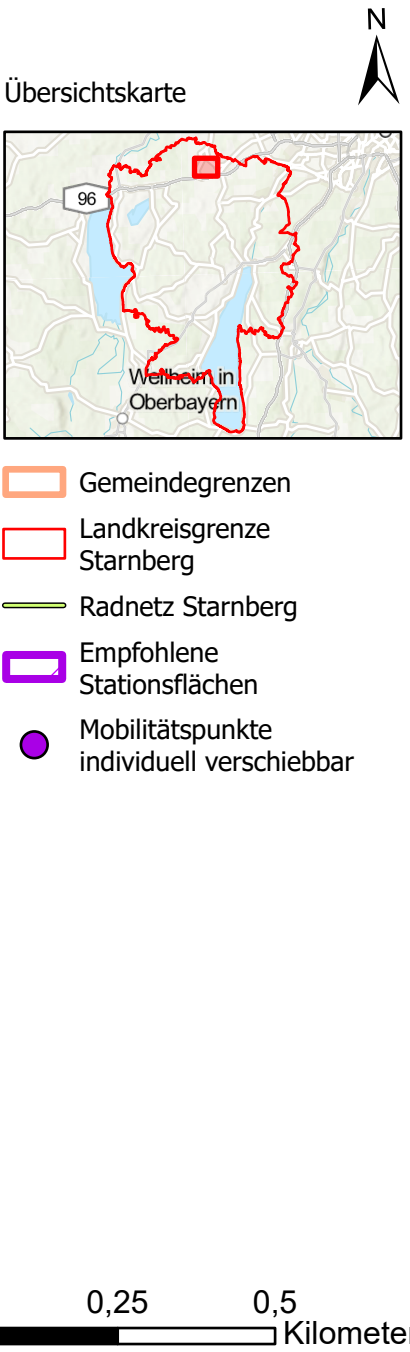 N
Übersichtskarte
96
Weilheim in
Oberbayern
Gemeindegrenzen
Landkreisgrenze
Starnberg
Radnetz Starnberg
Empfohlene
Stationsflächen
Mobilitätspunkte
individuell verschiebbar
0,25 0,5
Kilometer